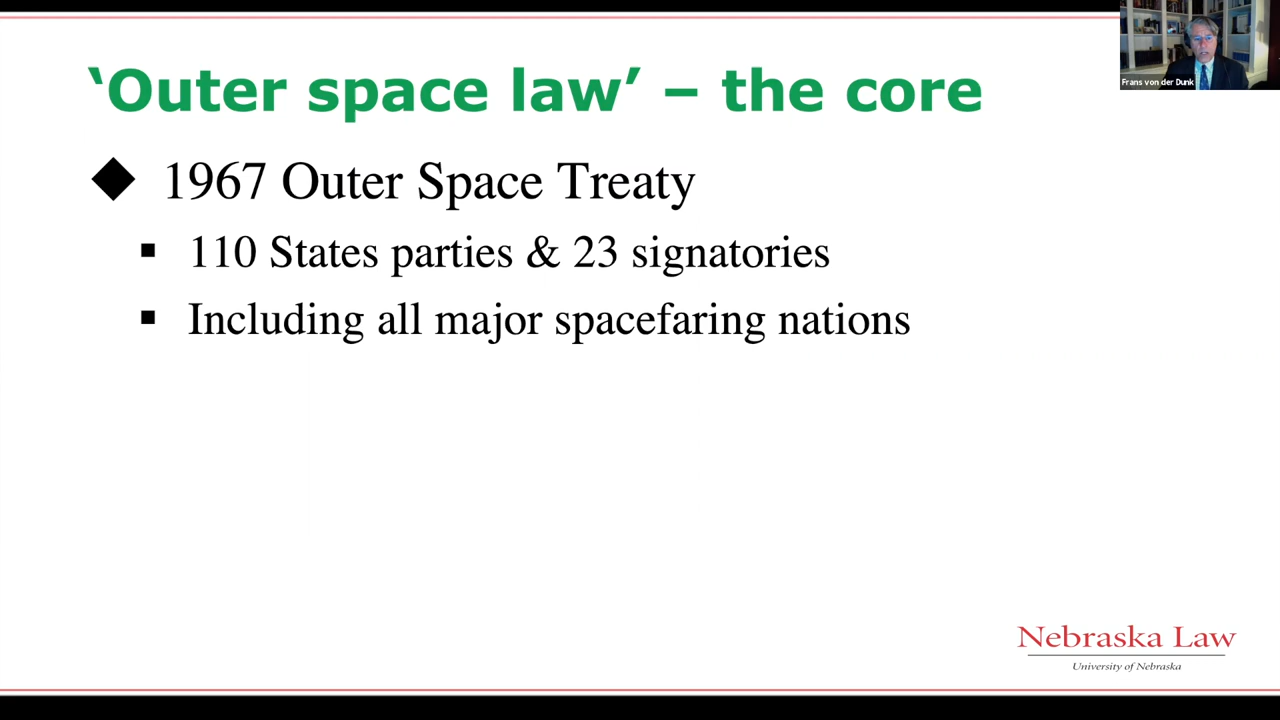 ‘Outer space law’ – the core
Frans von der Dunk
1967 Outer Space Treaty
110 States parties & 23 signatories
Including all major spacefaring nations
Nebraska Law
University of Nebraska